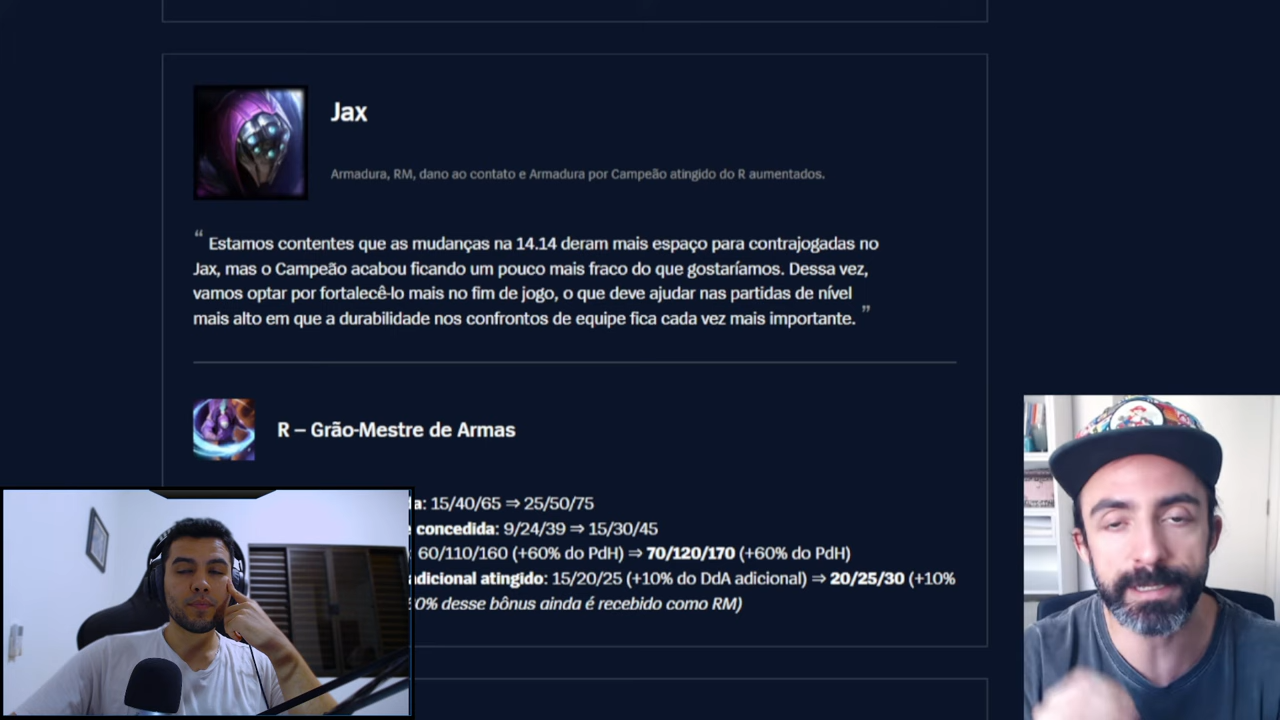 Jax
Armadura, RM, dano ao contato e Armadura por Campeão atingido do R aumentados.
“ Estamos contentes que as mudanças na 14.14 deram mais espaço para contrajogadas no
Jax, mas o Campeão acabou ficando um pouco mais fraco do que gostaríamos. Dessa vez,
vamos optar por fortalecê-lo mais no fim de jogo, o que deve ajudar nas partidas de nível
mais alto em que a durabilidade nos confrontos de equipe fica cada vez mais importante. ”
R – Grão-Mestre de Armas
: 15/40/65 ⇒ 25/50/75
concedida: 9/24/39 ⇒ 15/30/45
60/110/160 (+60% do PdH) ⇒ 70/120/170 (+60% do PdH)
dicional atingido: 15/20/25 (+10% do DdA adicional) ⇒ 20/25/30 (+10%
0% desse bônus ainda é recebido como RM)